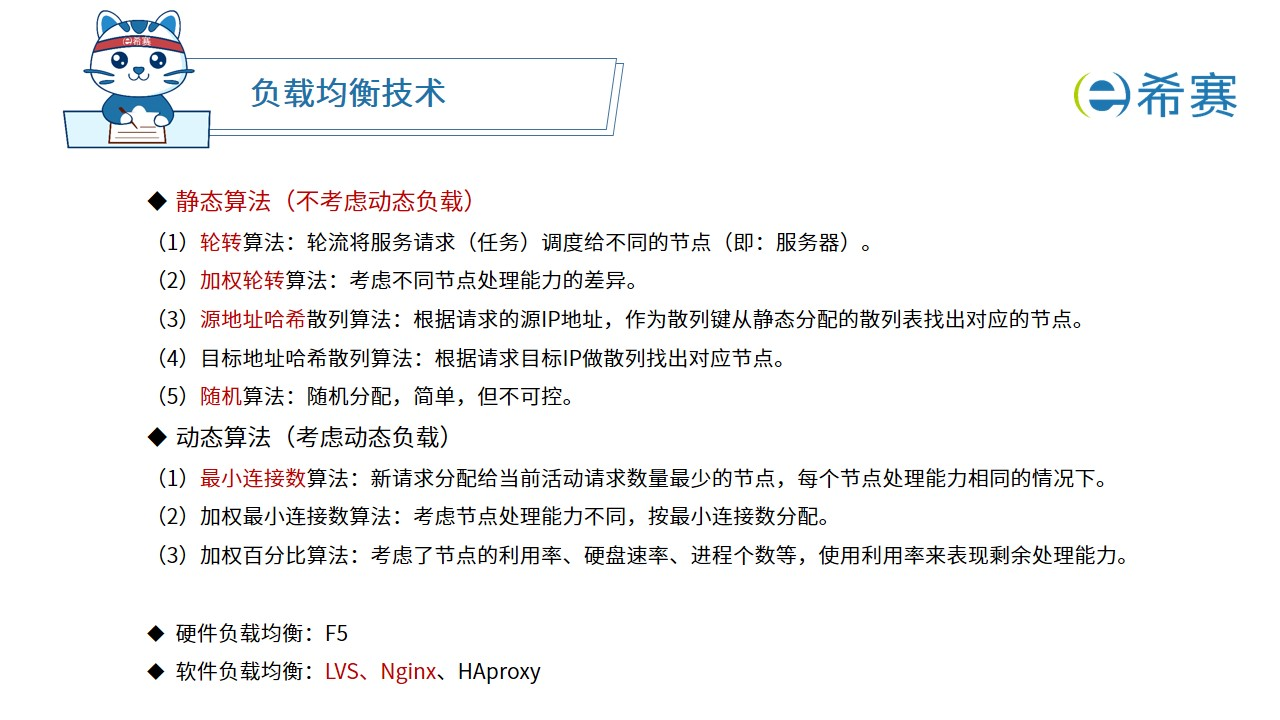 希赛
负载均衡技术
希赛
◆ 静态算法（不考虑动态负载）
（1）轮转算法：轮流将服务请求（任务）调度给不同的节点（即：服务器）。
（2）加权轮转算法：考虑不同节点处理能力的差异。
（3）源地址哈希散列算法：根据请求的源IP地址，作为散列键从静态分配的散列表找出对应的节点。
（4）目标地址哈希散列算法：根据请求目标IP做散列找出对应节点。
（5）随机算法：随机分配，简单，但不可控。
◆ 动态算法（考虑动态负载）
（1）最小连接数算法：新请求分配给当前活动请求数量最少的节点，每个节点处理能力相同的情况下。
（2）加权最小连接数算法：考虑节点处理能力不同，按最小连接数分配。
（3）加权百分比算法：考虑了节点的利用率、硬盘速率、进程个数等，使用利用率来表现剩余处理能力。
◆ 硬件负载均衡：F5
◆ 软件负载均衡：LVS、Nginx、HAproxy